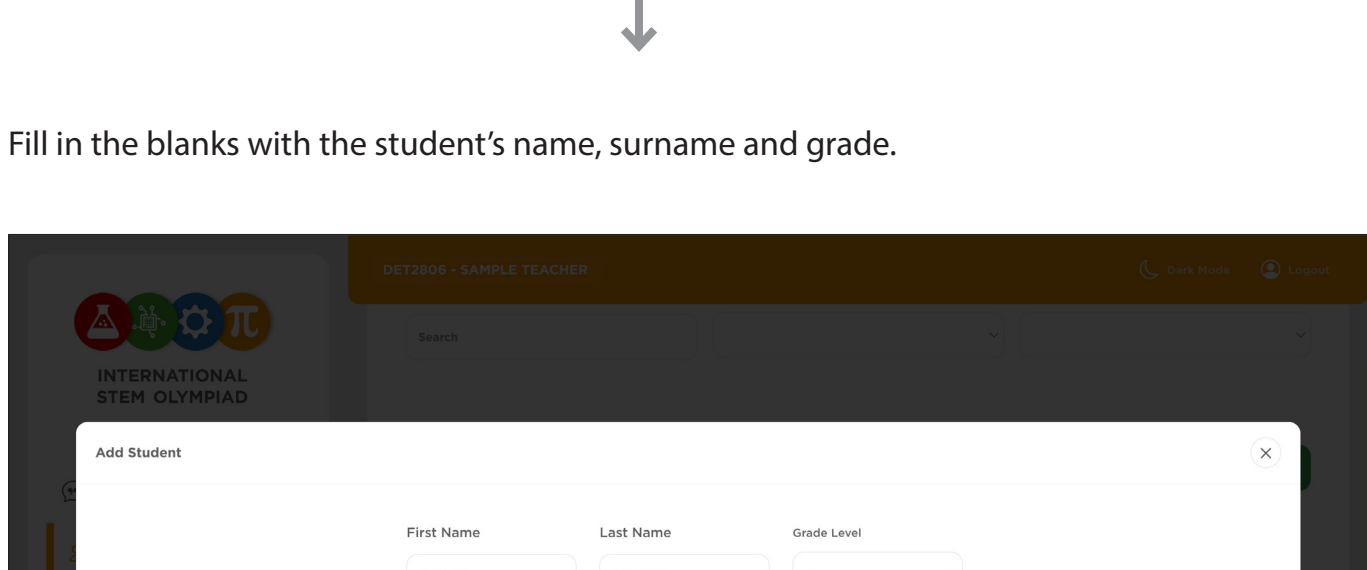 Fill in the blanks with the student’s name, surname and grade.
DET2806 - SAMPLE TEACHER
Dark Mode
Logout
π
Search
INTERNATIONAL
STEM OLYMPIAD
Add Student
First Name
Last Name
Grade Level